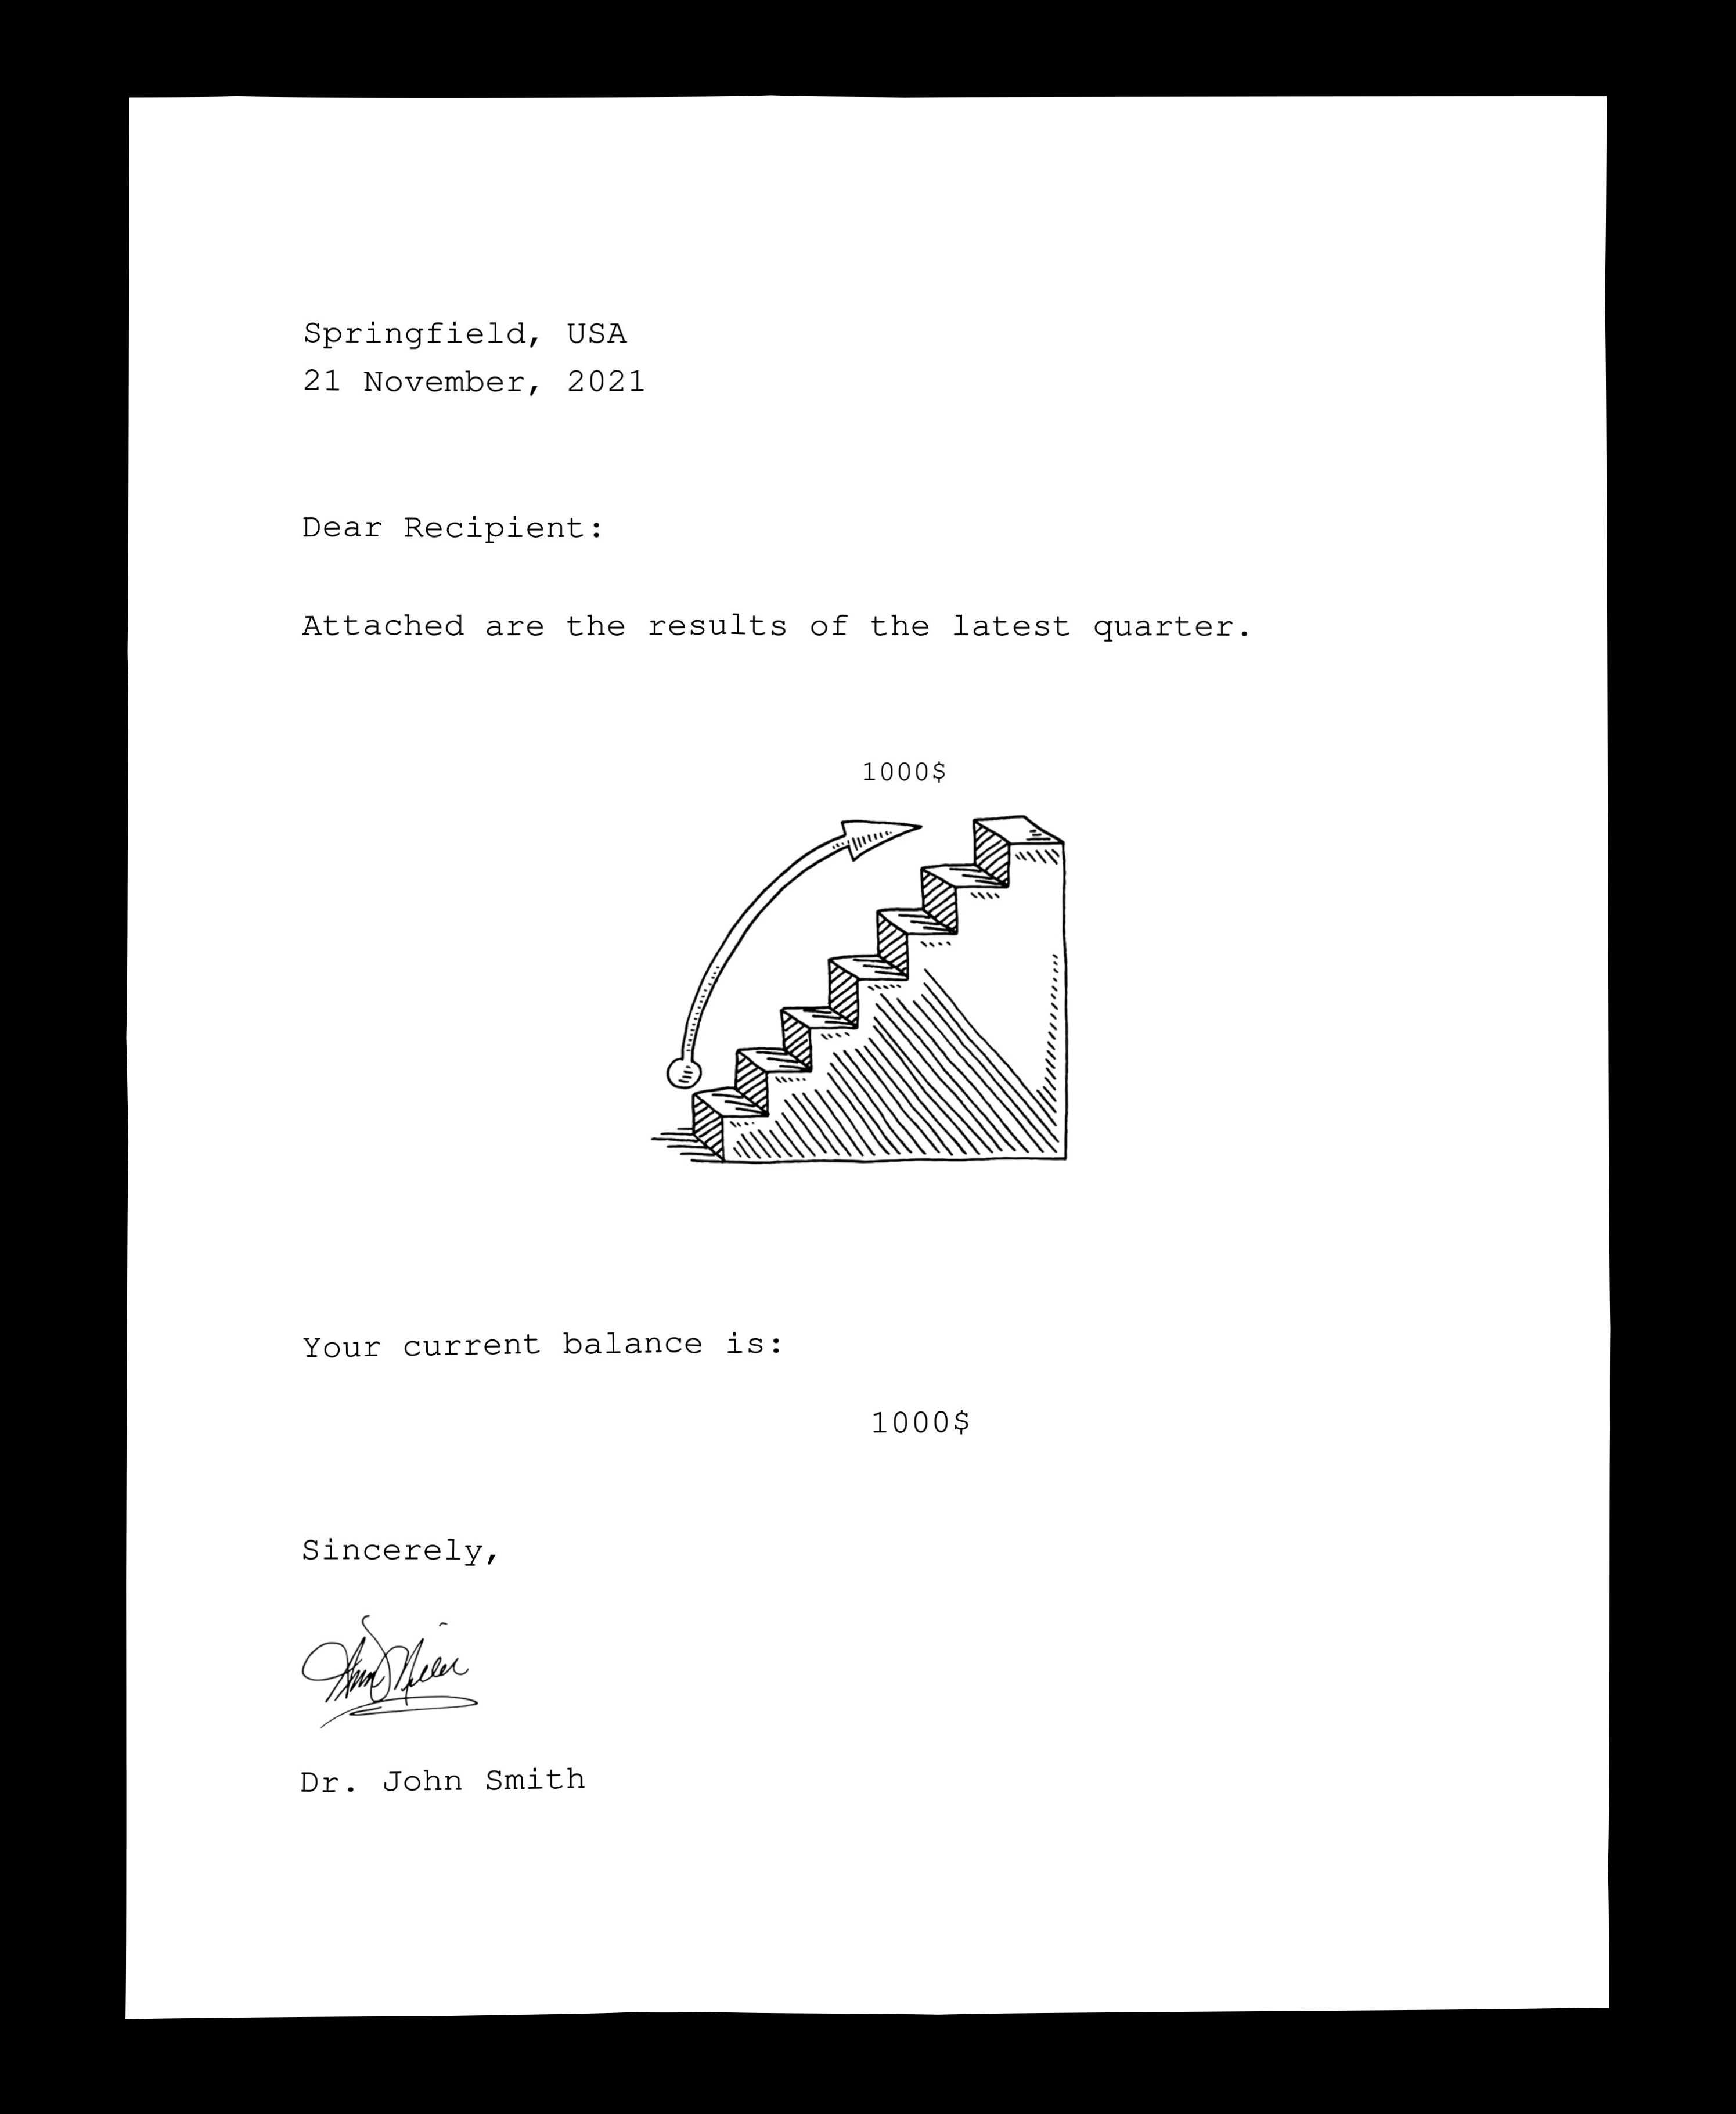 Springfield, USA
21 November, 2021
Dear Recipient:
Attached are the results of the latest quarter.
1000$
Your current balance is:
1000$
Sincerely,
Dr. John Smith